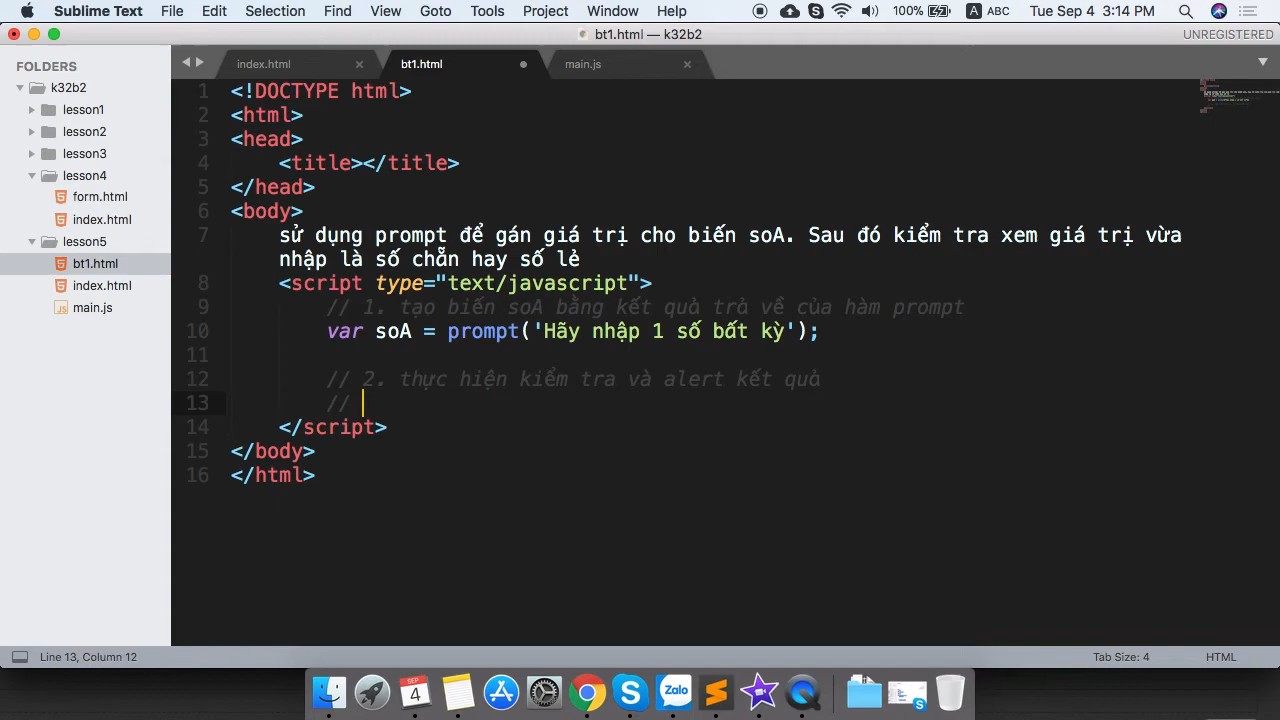 Sublime Text File Edit Selection Find View Goto Tools Project Window Help 100% A ABC Tue Sep 4 3:14 PM
bt1.html — k32b2 UNREGISTERED
FOLDERS
k32b2
lesson1
lesson2
lesson3
lesson4
form.html
index.html
lesson5
bt1.html
index.html
main.js
index.html bt1.html main.js
1 <!DOCTYPE html>
2 <html>
3 <head>
4 <title></title>
5 </head>
6 <body>
7 sử dụng prompt để gán giá trị cho biến soA. Sau đó kiểm tra xem giá trị vừa
nhập là số chẵn hay số lẻ
8 <script type="text/javascript">
9 // 1. tạo biến soA bằng kết quả trả về của hàm prompt
10 var soA = prompt('Hãy nhập 1 số bất kỳ');
11
12 // 2. thực hiện kiểm tra và alert kết quả
13 //
14 </script>
15 </body>
16 </html>
Line 13, Column 12 Tab Size: 4 HTML
SEP
4
Zalo